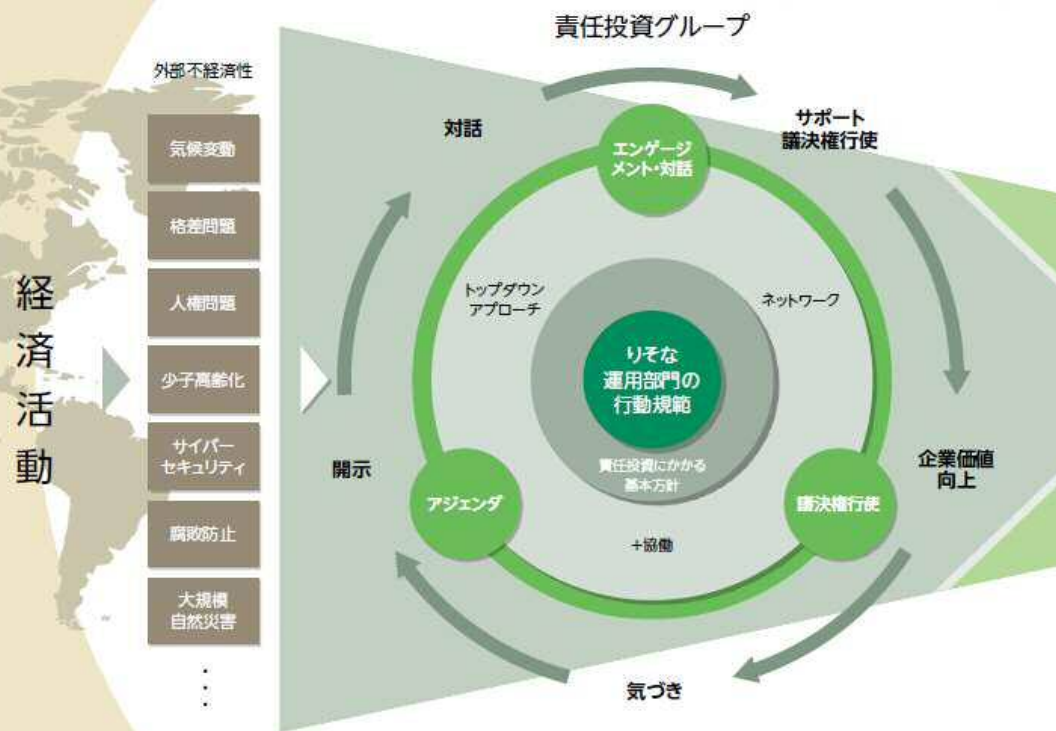 責任投資グループ
経済活動
外部不経済性
気候変動
格差問題
人権問題
少子高齢化
サイバー
セキュリティ
腐敗防止
大規模
自然災害
・
・
・
対話
サポート
議決権行使
企業価値
向上
気づき
開示
エンゲージ
メント・対話
議決権行使
アジェンダ
トップダウン
アプローチ
ネットワーク
+協働
りそな
運用部門の
行動規範
責任投資にかかる
基本方針